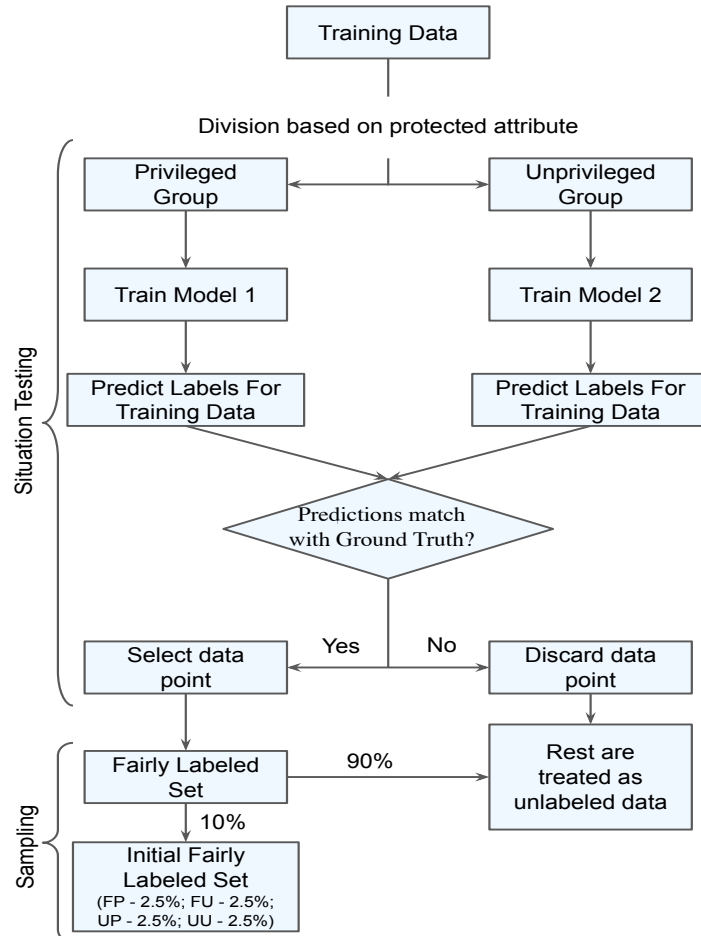 Training Data
Division based on protected attribute
Privileged
Group
Unprivileged
Group
Train Model 1
Train Model 2
Predict Labels For
Training Data
Predict Labels For
Training Data
Situation Testing
Predictions match
with Ground Truth?
Yes
No
Select data
point
Discard data
point
Fairly Labeled
Set
90%
Rest are
treated as
unlabeled data
10%
Sampling
Initial Fairly
Labeled Set
(FP - 2.5%; FU - 2.5%;
UP - 2.5%; UU - 2.5%)